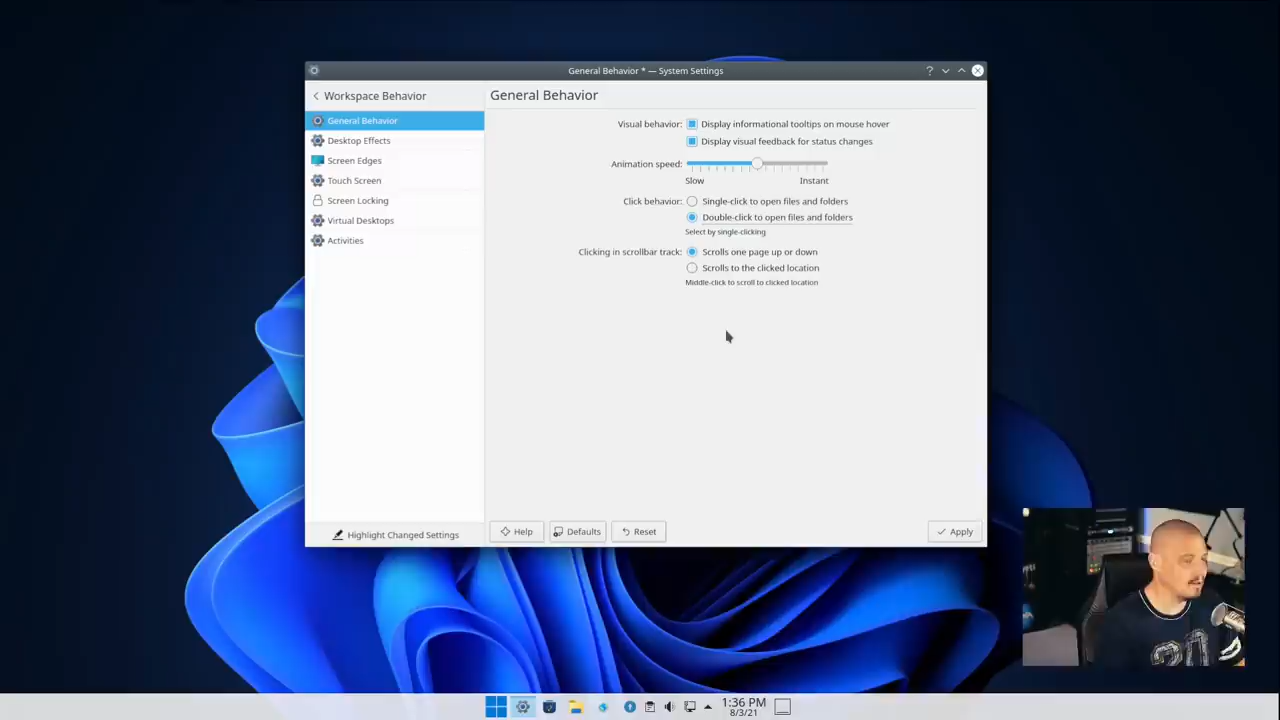 General Behavior * — System Settings
Workspace Behavior
General Behavior
Desktop Effects
Screen Edges
Touch Screen
Screen Locking
Virtual Desktops
Activities
Highlight Changed Settings
General Behavior
Visual behavior: Display informational tooltips on mouse hover
Display visual feedback for status changes
Animation speed:
Slow Instant
Click behavior: Single-click to open files and folders
Double-click to open files and folders
Select by single-clicking
Clicking in scrollbar track: Scrolls one page up or down
Scrolls to the clicked location
Middle-click to scroll to clicked location
Help Defaults Reset Apply
1:36 PM
8/3/21